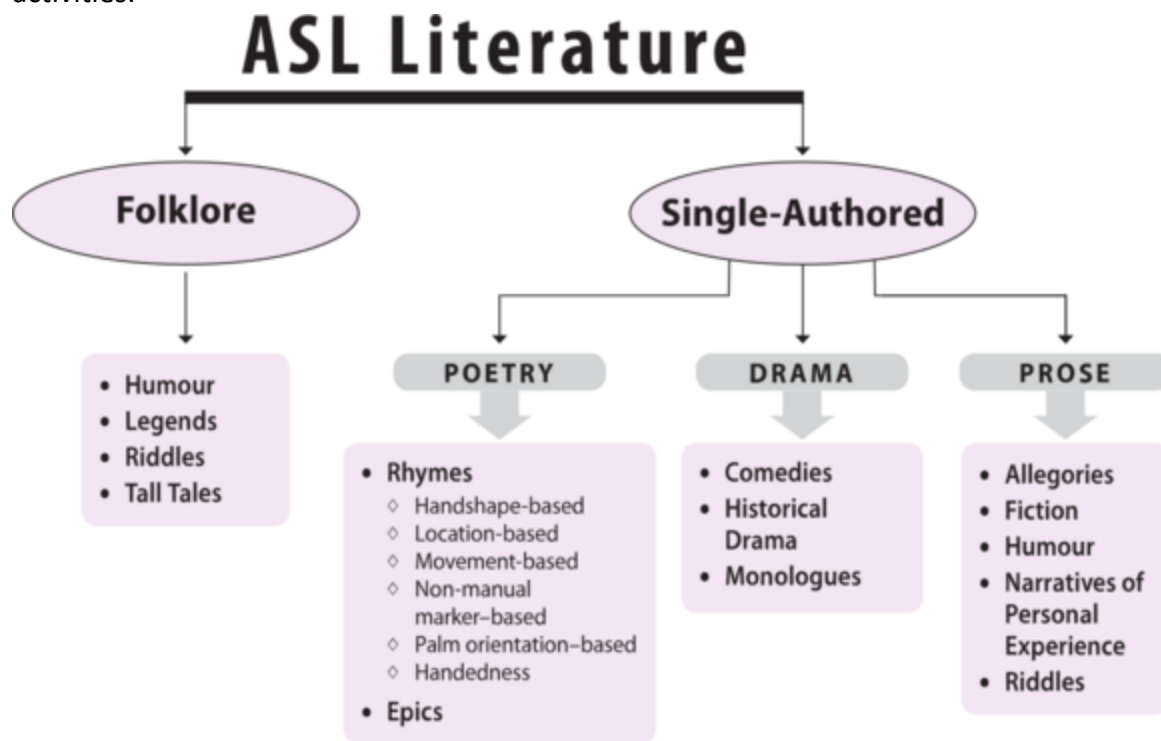 activities.
ASL Literature
Folklore
Single-Authored
• Humour
• Legends
• Riddles
• Tall Tales
POETRY
• Rhymes
◊ Handshape-based
◊ Location-based
◊ Movement-based
◊ Non-manual
marker–based
◊ Palm orientation–based
◊ Handedness
• Epics
DRAMA
• Comedies
• Historical
Drama
• Monologues
PROSE
• Allegories
• Fiction
• Humour
• Narratives of
Personal
Experience
• Riddles